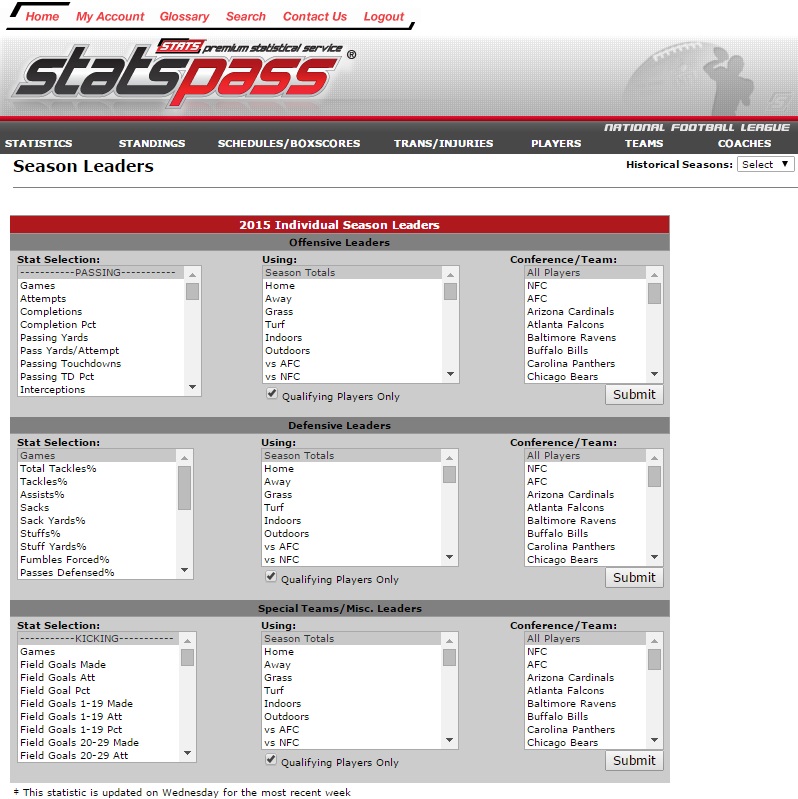 Home My Account Glossary Search Contact Us Logout
STATS premium statistical service
statspass®
NATIONAL FOOTBALL LEAGUE
STATISTICS STANDINGS SCHEDULES/BOXSCORES TRANS/INJURIES PLAYERS TEAMS COACHES
Season Leaders
Historical Seasons: Select
2015 Individual Season Leaders
Offensive Leaders
Stat Selection: Using: Conference/Team:
-----------PASSING----------- Season Totals All Players
Games Home NFC
Attempts Away AFC
Completions Grass Arizona Cardinals
Completion Pct Turf Atlanta Falcons
Passing Yards Indoors Baltimore Ravens
Pass Yards/Attempt Outdoors Buffalo Bills
Passing Touchdowns vs AFC Carolina Panthers
Passing TD Pct vs NFC Chicago Bears
Interceptions
Qualifying Players Only Submit
Defensive Leaders
Stat Selection: Using: Conference/Team:
Games Season Totals All Players
Total Tackles% Home NFC
Tackles% Away AFC
Assists% Grass Arizona Cardinals
Sacks Turf Atlanta Falcons
Sack Yards% Indoors Baltimore Ravens
Stuffs% Outdoors Buffalo Bills
Stuff Yards% vs AFC Carolina Panthers
Fumbles Forced% vs NFC Chicago Bears
Passes Defensed%
Qualifying Players Only Submit
Special Teams/Misc. Leaders
Stat Selection: Using: Conference/Team:
-----------KICKING----------- Season Totals All Players
Games Home NFC
Field Goals Made Away AFC
Field Goals Att Grass Arizona Cardinals
Field Goal Pct Turf Atlanta Falcons
Field Goals 1-19 Made Indoors Baltimore Ravens
Field Goals 1-19 Att Outdoors Buffalo Bills
Field Goals 1-19 Pct vs AFC Carolina Panthers
Field Goals 20-29 Made vs NFC Chicago Bears
Field Goals 20-29 Att
Qualifying Players Only Submit
‡ This statistic is updated on Wednesday for the most recent week